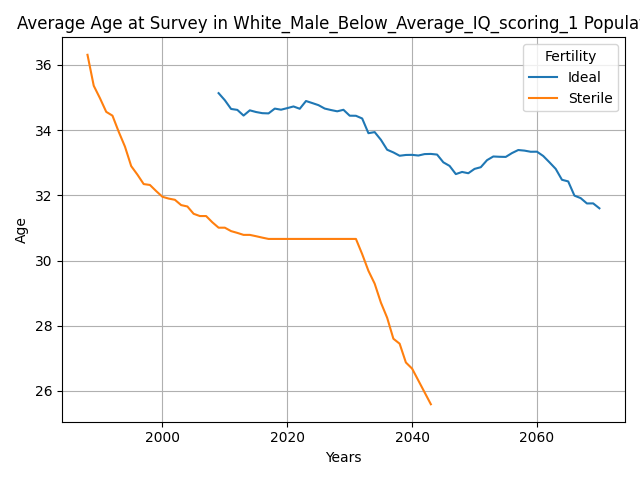 Average Age at Survey in White_Male_Below_Average_IQ_scoring_1 Populat
Fertility
Ideal
Sterile
Age
36
34
32
30
28
26
2000
2020
2040
2060
Years